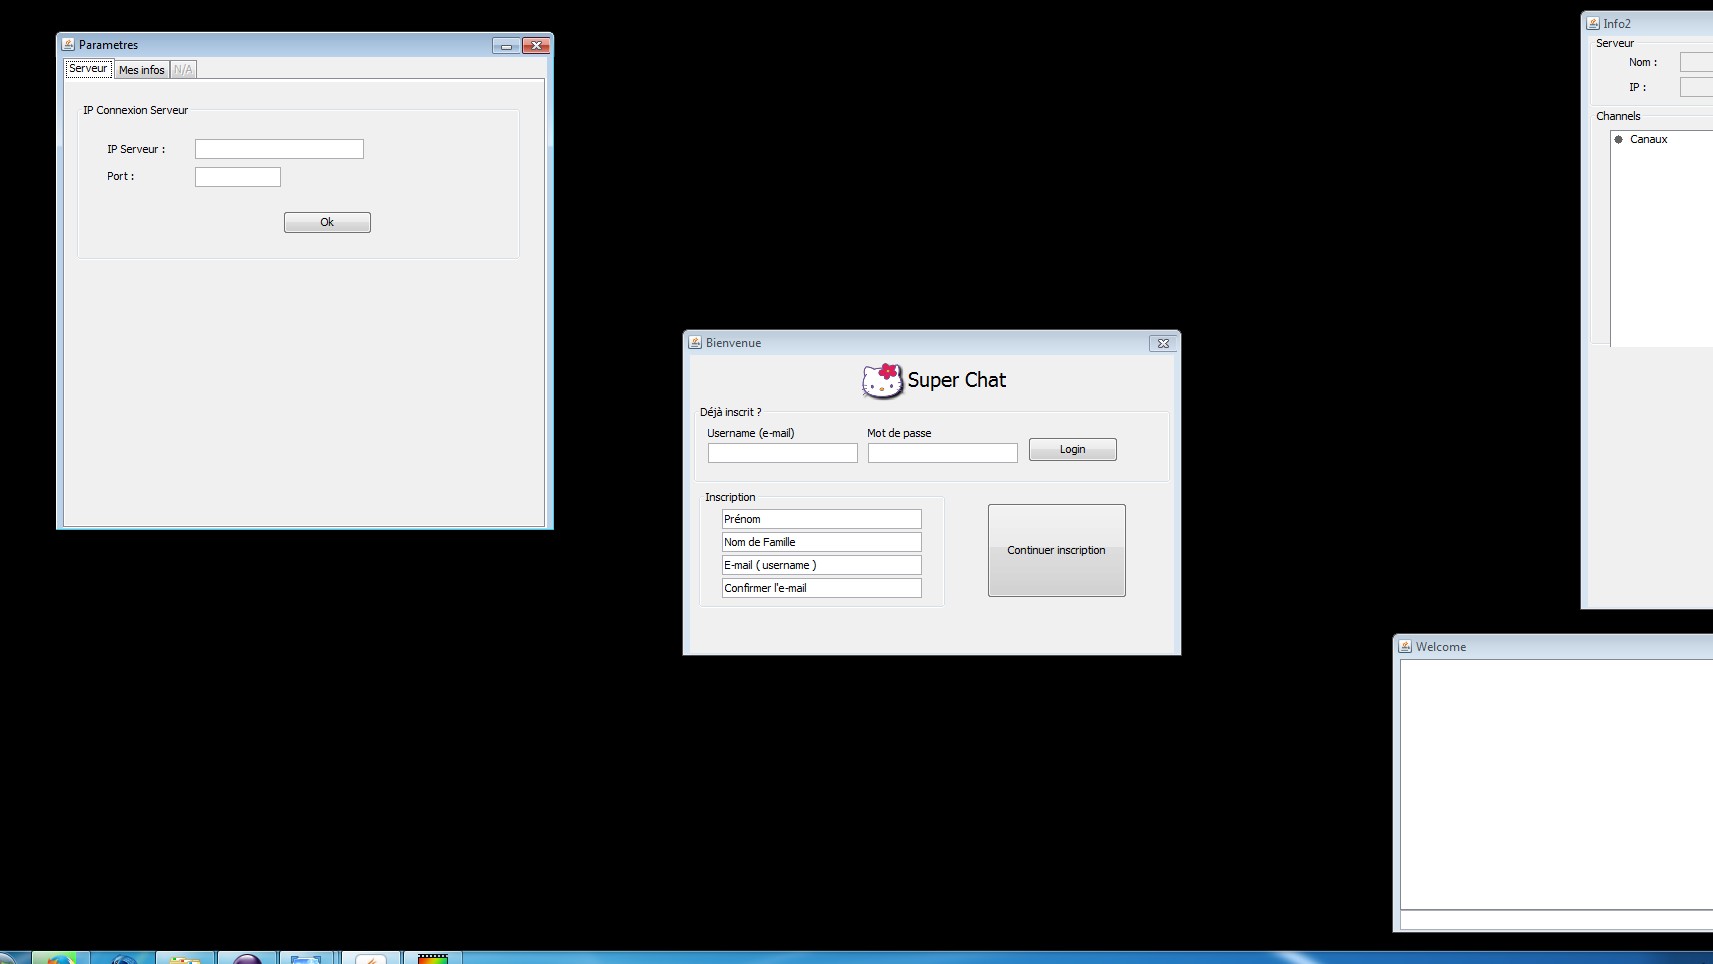 Parametres
Serveur
Mes infos
N/A
IP Connexion Serveur
IP Serveur :
Port :
Ok
Bienvenue
Super Chat
Déjà inscrit ?
Username (e-mail)
Mot de passe
Login
Inscription
Prénom
Nom de Famille
E-mail ( username )
Confirmer l'e-mail
Continuer inscription
Info2
Serveur
Nom :
IP :
Channels
Canaux
Welcome